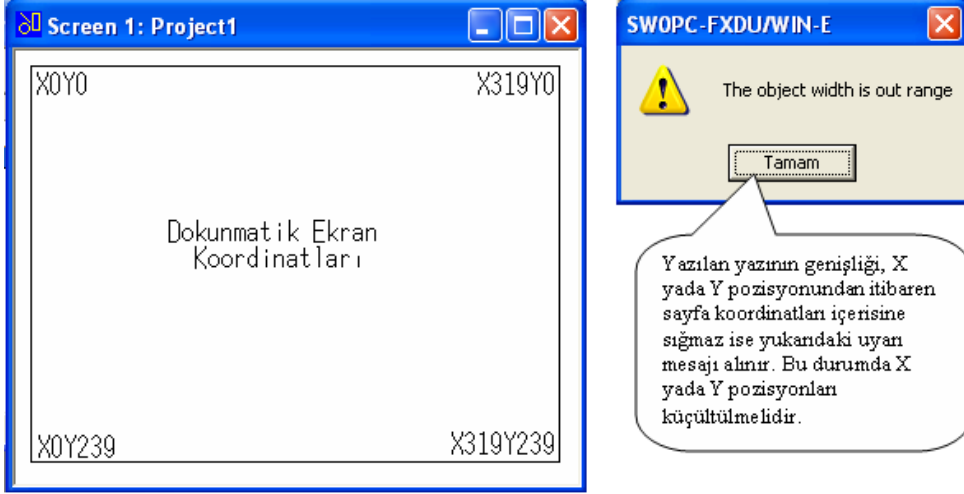 Screen 1: Project1
X0Y0
X319Y0
Dokunmatik Ekran
Koordinatları
X0Y239
X319Y239
SW0PC-FXDU/WIN-E
The object width is out range
Tamam
Yazılan yazının genişliği, X
yada Y pozisyonundan itibaren
sayfa koordinatları içerisine
sığmaz ise yukarıdaki uyarı
mesajı alınır. Bu durumda X
yada Y pozisyonları
küçültülmelidir.